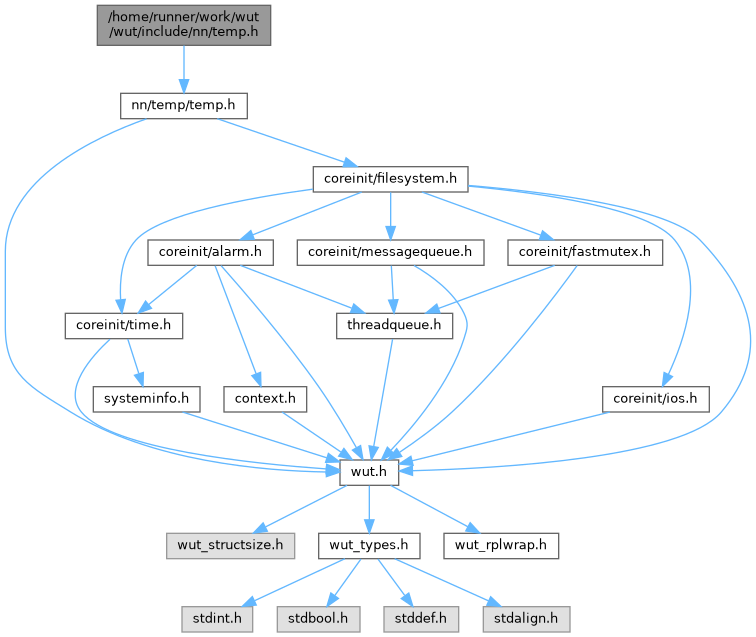 /home/runner/work/wut
/wut/include/nn/temp.h
nn/temp/temp.h
coreinit/filesystem.h
coreinit/alarm.h
coreinit/messagequeue.h
coreinit/fastmutex.h
coreinit/time.h
threadqueue.h
systeminfo.h
context.h
coreinit/ios.h
wut.h
wut_structsize.h
wut_types.h
wut_rplwrap.h
stdint.h
stdbool.h
stddef.h
stdalign.h